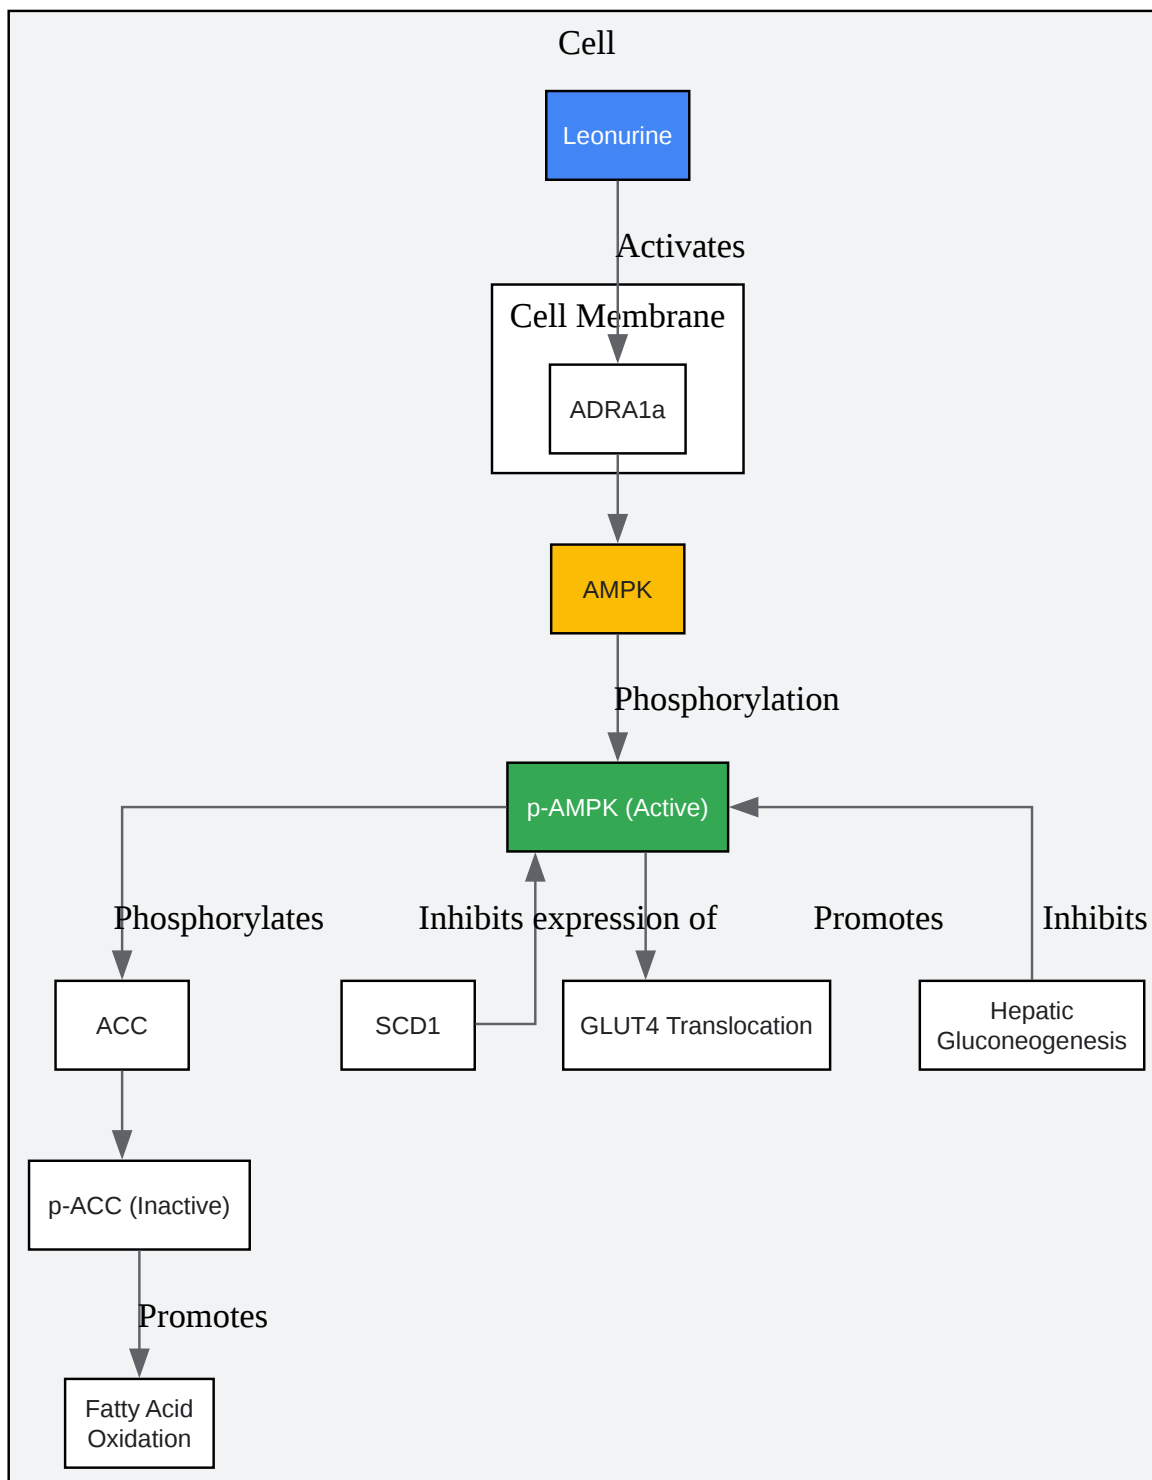 Cell
Leonurine
Activates
Cell Membrane
ADRA1a
AMPK
Phosphorylation
p-AMPK (Active)
Phosphorylates
Inhibits expression of
Promotes
Inhibits
ACC
SCD1
GLUT4 Translocation
Hepatic
Gluconeogenesis
p-ACC (Inactive)
Promotes
Fatty Acid
Oxidation